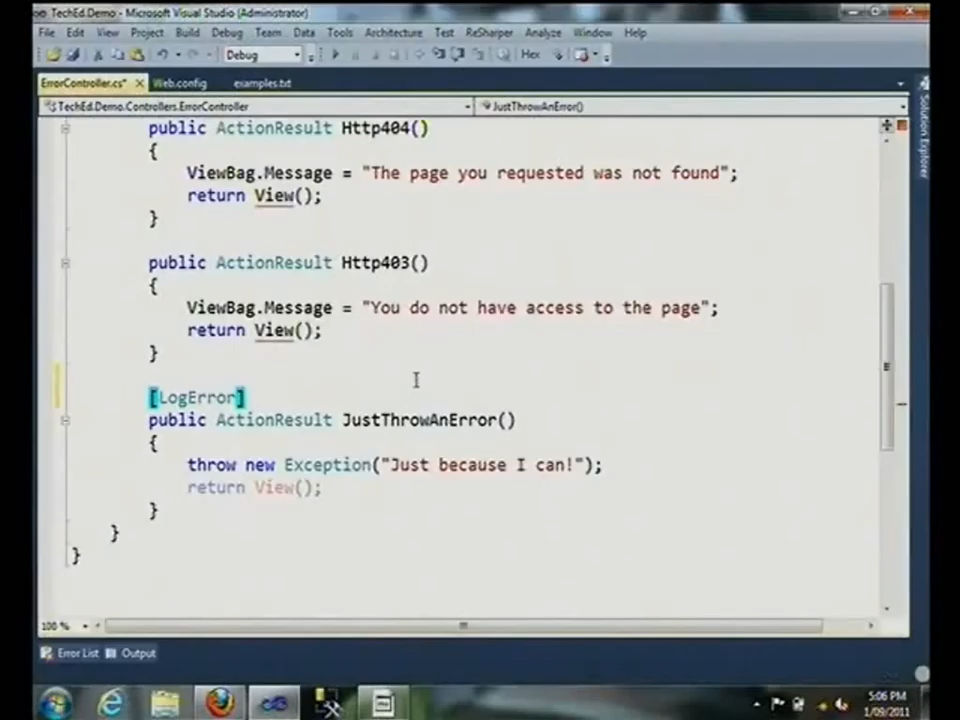 TechEd.Demo - Microsoft Visual Studio (Administrator)
File Edit View Project Build Debug Team Data Tools Architecture Test ReSharper Analyze Window Help
Debug Hex
ErrorController.cs* Web.config examples.txt
TechEd.Demo.Controllers.ErrorController JustThrowAnError()
Solution Explorer
public ActionResult Http404()
{
ViewBag.Message = "The page you requested was not found";
return View();
}
public ActionResult Http403()
{
ViewBag.Message = "You do not have access to the page";
return View();
}
[LogError]
public ActionResult JustThrowAnError()
{
throw new Exception("Just because I can!");
return View();
}
}
}
100 %
Error List Output
5:06 PM
1/09/2011